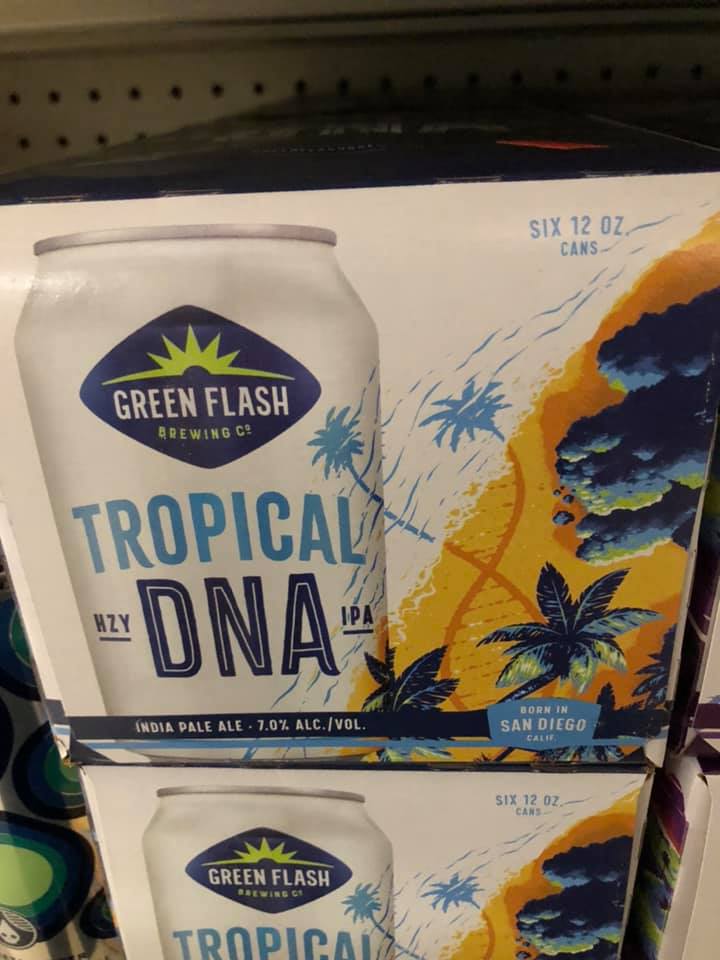 SIX 12 OZ.
CANS
GREEN FLASH
BREWING Cº
TROPICAL
HZY DNA IPA
INDIA PALE ALE · 7.0% ALC./VOL.
BORN IN
SAN DIEGO
CALIF.
SIX 12 OZ.
CANS
GREEN FLASH
BREWING Cº
TROPICAL